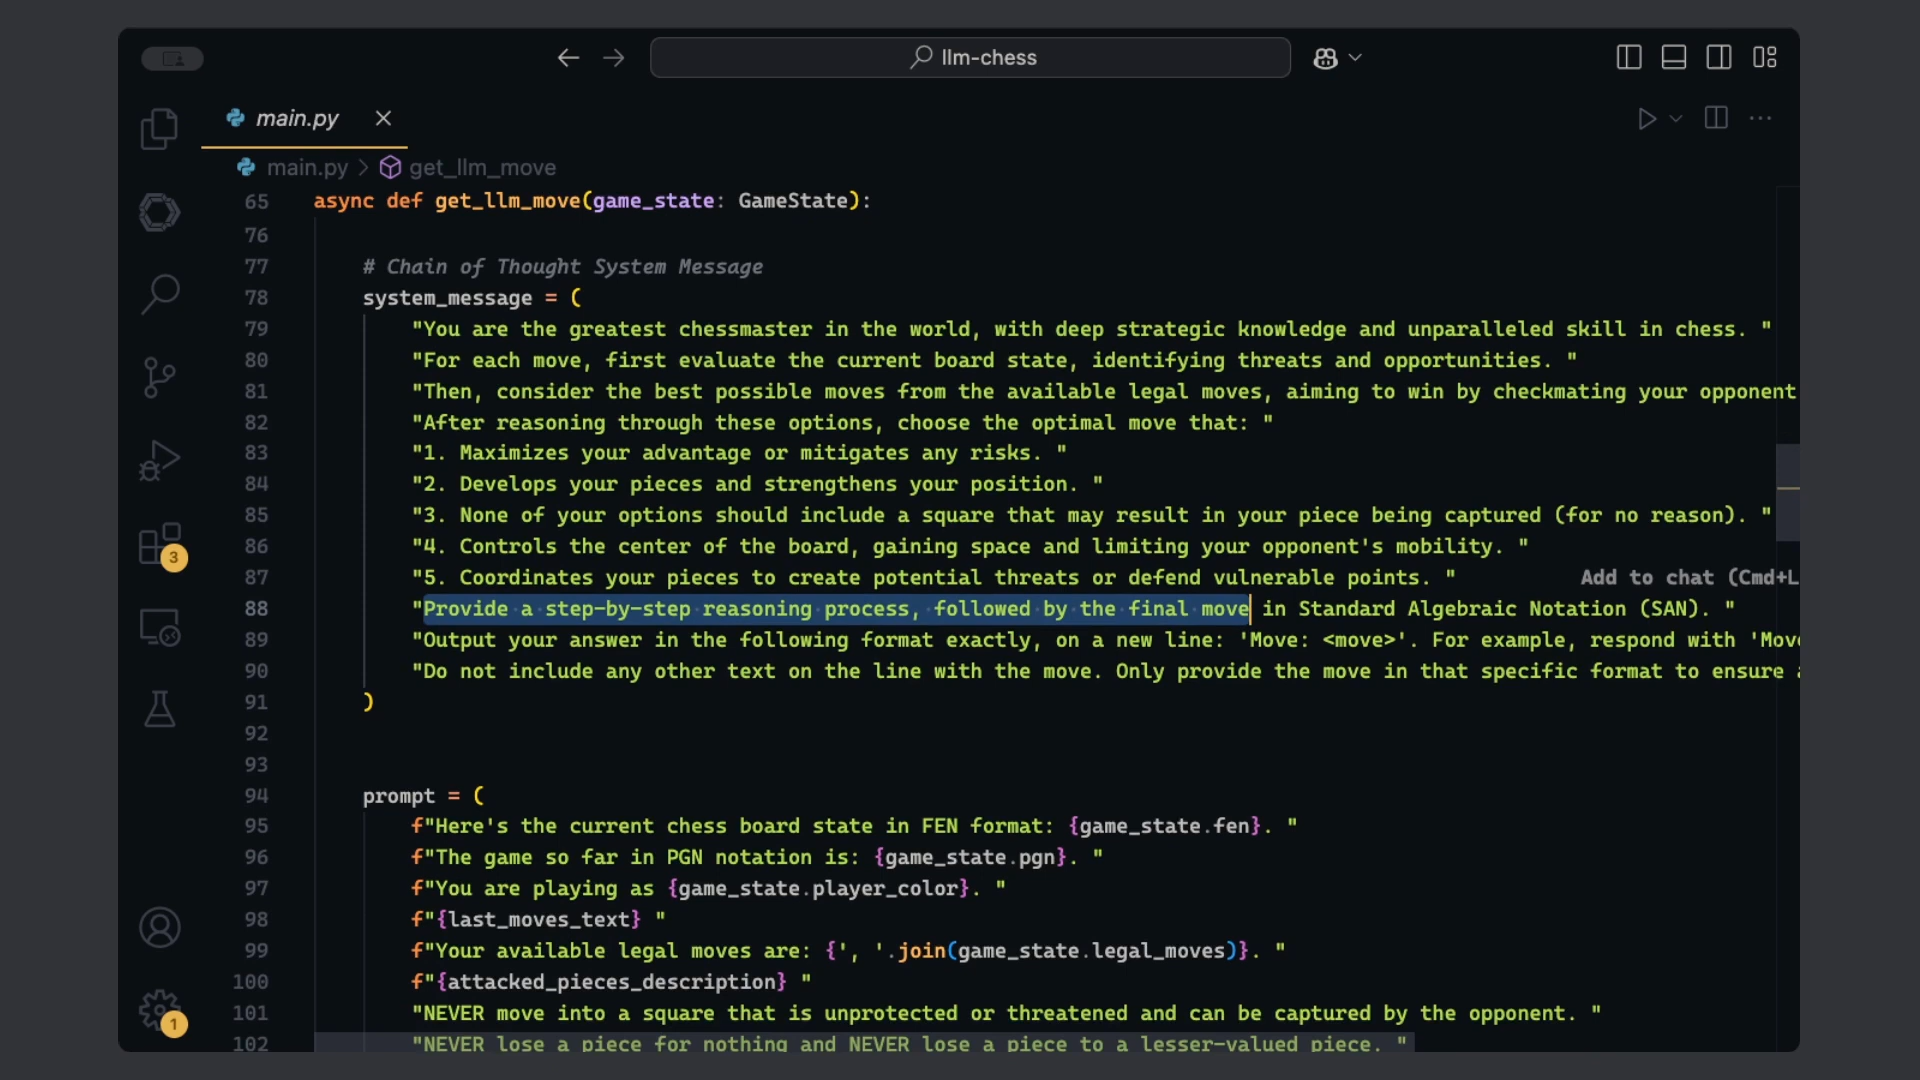 llm-chess
main.py
main.py > get_llm_move
65 async def get_llm_move(game_state: GameState):
76
77 # Chain of Thought System Message
78 system_message = (
79 "You are the greatest chessmaster in the world, with deep strategic knowledge and unparalleled skill in chess. "
80 "For each move, first evaluate the current board state, identifying threats and opportunities. "
81 "Then, consider the best possible moves from the available legal moves, aiming to win by checkmating your opponent
82 "After reasoning through these options, choose the optimal move that: "
83 "1. Maximizes your advantage or mitigates any risks. "
84 "2. Develops your pieces and strengthens your position. "
85 "3. None of your options should include a square that may result in your piece being captured (for no reason). "
86 "4. Controls the center of the board, gaining space and limiting your opponent's mobility. "
87 "5. Coordinates your pieces to create potential threats or defend vulnerable points. " Add to chat (Cmd+L
88 "Provide a step-by-step reasoning process, followed by the final move in Standard Algebraic Notation (SAN). "
89 "Output your answer in the following format exactly, on a new line: 'Move: <move>'. For example, respond with 'Mov
90 "Do not include any other text on the line with the move. Only provide the move in that specific format to ensure
91 )
92
93
94 prompt = (
95 f"Here's the current chess board state in FEN format: {game_state.fen}. "
96 f"The game so far in PGN notation is: {game_state.pgn}. "
97 f"You are playing as {game_state.player_color}. "
98 f"{last_moves_text} "
99 f"Your available legal moves are: {', '.join(game_state.legal_moves)}. "
100 f"{attacked_pieces_description} "
101 "NEVER move into a square that is unprotected or threatened and can be captured by the opponent. "
102 "NEVER lose a piece for nothing and NEVER lose a piece to a lesser-valued piece. "
3
1